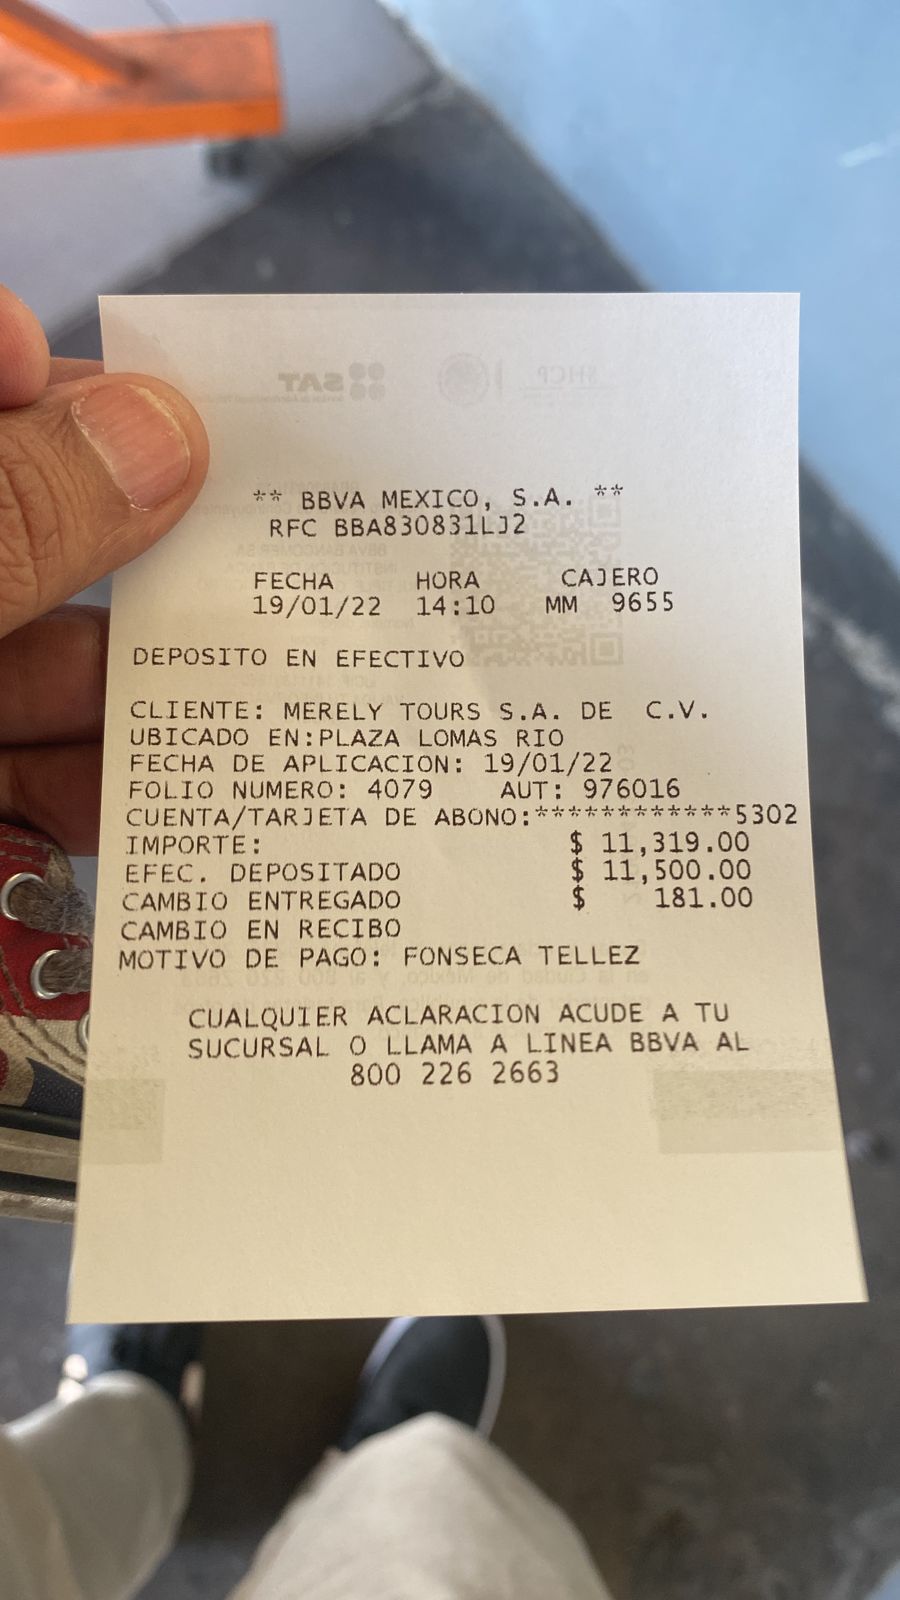 SAT
SHCP
** BBVA MEXICO, S.A. **
RFC BBA830831LJ2
FECHA HORA CAJERO
19/01/22 14:10 MM 9655
DEPOSITO EN EFECTIVO
CLIENTE: MERELY TOURS S.A. DE C.V.
UBICADO EN:PLAZA LOMAS RIO
FECHA DE APLICACION: 19/01/22
FOLIO NUMERO: 4079 AUT: 976016
CUENTA/TARJETA DE ABONO:************5302
IMPORTE: $ 11,319.00
EFEC. DEPOSITADO $ 11,500.00
CAMBIO ENTREGADO $ 181.00
CAMBIO EN RECIBO
MOTIVO DE PAGO: FONSECA TELLEZ
CUALQUIER ACLARACION ACUDE A TU
SUCURSAL O LLAMA A LINEA BBVA AL
800 226 2663